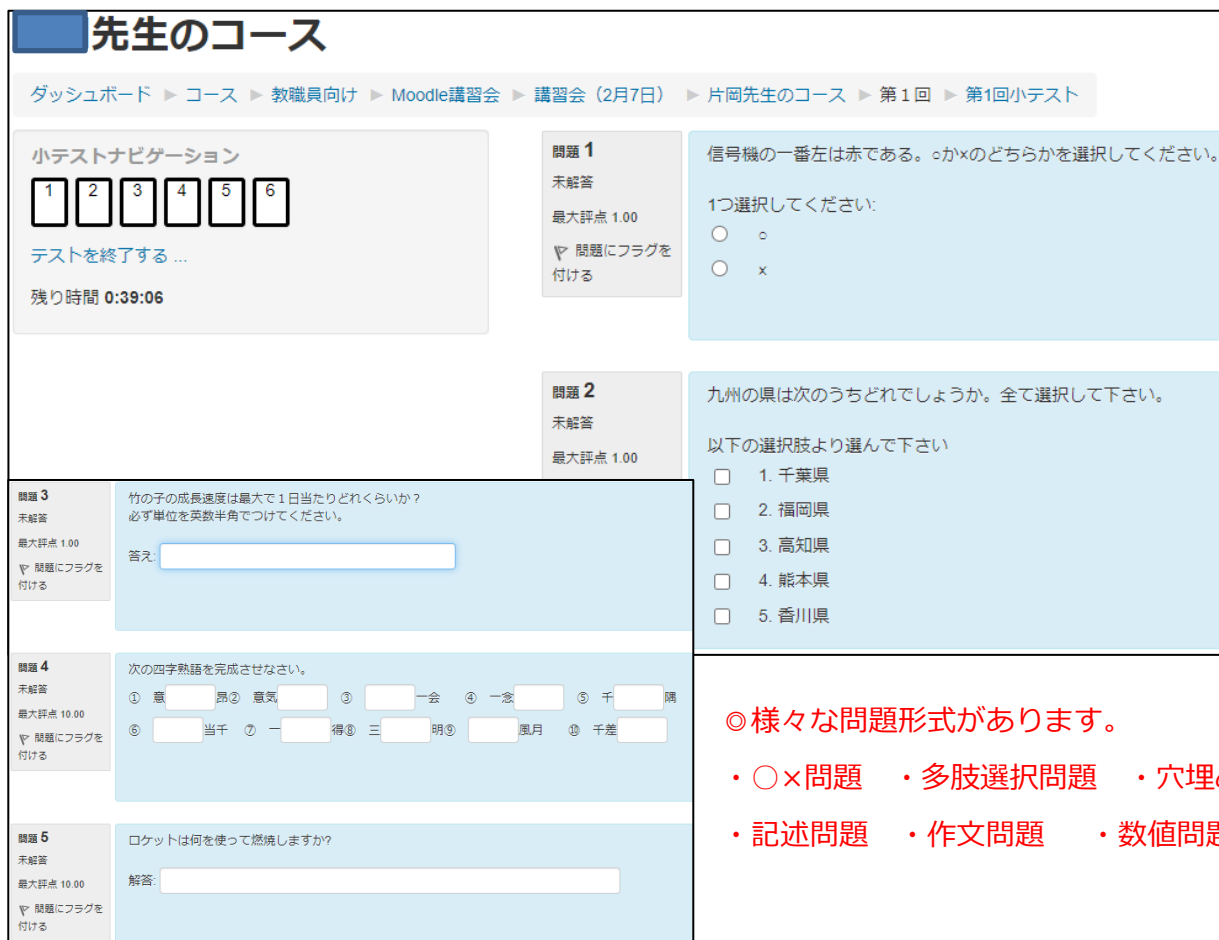 先生のコース
ダッシュボード ▶ コース ▶ 教職員向け ▶ Moodle講習会 ▶ 講習会（2月7日） ▶ 片岡先生のコース ▶ 第1回 ▶ 第1回小テスト
小テストナビゲーション
1 2 3 4 5 6
テストを終了する ...
残り時間 0:39:06
問題 1
未解答
最大評点 1.00
問題にフラグを
付ける
信号機の一番左は赤である。○か×のどちらかを選択してください。
1つ選択してください:
○
×
問題 2
未解答
最大評点 1.00
九州の県は次のうちどれでしょうか。全て選択して下さい。
以下の選択肢より選んで下さい
1. 千葉県
2. 福岡県
3. 高知県
4. 熊本県
5. 香川県
問題 3
未解答
最大評点 1.00
問題にフラグを
付ける
竹の子の成長速度は最大で１日当たりどれくらいか？
必ず単位を英数半角でつけてください。
答え:
問題 4
未解答
最大評点 10.00
問題にフラグを
付ける
次の四字熟語を完成させなさい。
① 意 昂② 意気 ③ 一会 ④ 一念 ⑤ 千 隅
⑥ 当千 ⑦ 一 得⑧ 三 明⑨ 風月 ⑩ 千差
問題 5
未解答
最大評点 10.00
問題にフラグを
付ける
ロケットは何を使って燃焼しますか?
解答:
◎様々な問題形式があります。
・○×問題 ・多肢選択問題 ・穴埋
・記述問題 ・作文問題 ・数値問題